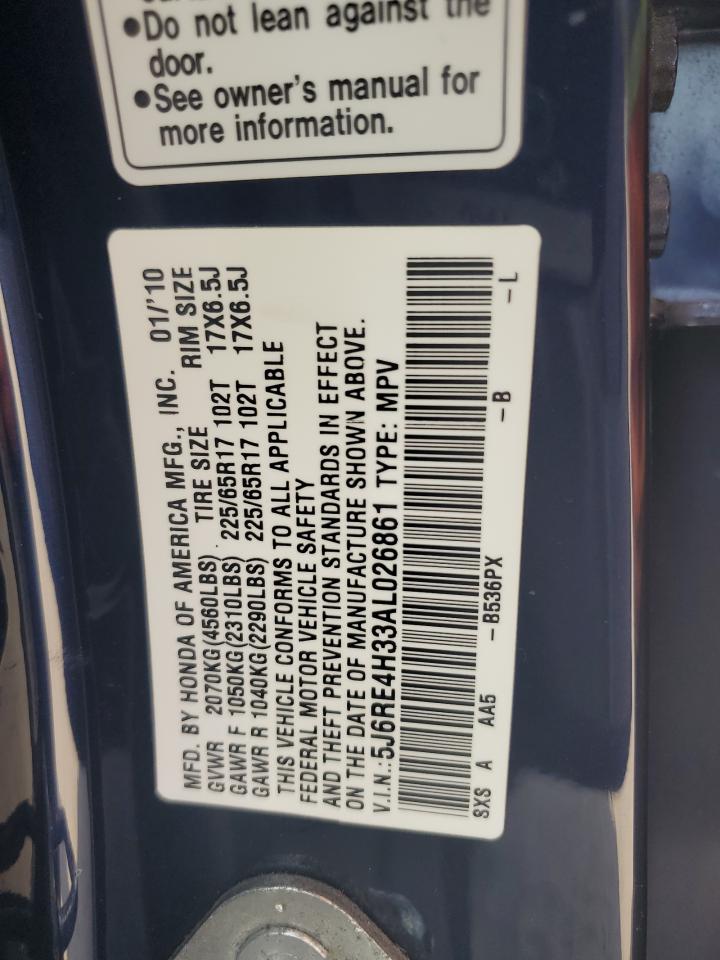 •Do not lean against the
door.
•See owner's manual for
more information.
MFD. BY HONDA OF AMERICA MFG., INC. 01/'10
GVWR 2070KG(4560LBS) TIRE SIZE RIM SIZE
GAWR F 1050KG(2310LBS) 225/65R17 102T 17X6.5J
GAWR R 1040KG(2290LBS) 225/65R17 102T 17X6.5J
THIS VEHICLE CONFORMS TO ALL APPLICABLE
FEDERAL MOTOR VEHICLE SAFETY
AND THEFT PREVENTION STANDARDS IN EFFECT
ON THE DATE OF MANUFACTURE SHOWN ABOVE.
V.I.N.: 5J6RE4H33AL026861 TYPE: MPV
SXS A AA5 -B536PX -B -L